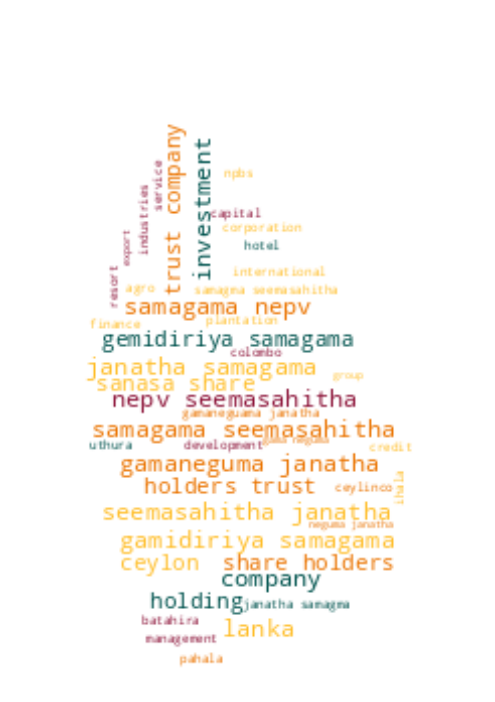 trust company
investment
service
npbs
industries
capital
corporation
export
hotel
resort
international
agro
samagma seemasahitha
samagama nepv
finance
plantation
gemidiriya samagama
colombo
janatha samagama
group
sanasa share
nepv seemasahitha
gamaneguama janatha
samagama seemasahitha
uthura
development
credit
gamaneguma janatha
holders trust
ceylinco
ihala
seemasahitha janatha
neguma janatha
gamidiriya samagama
ceylon
share holders
company
holding
janatha samagma
batahira
lanka
management
pahala